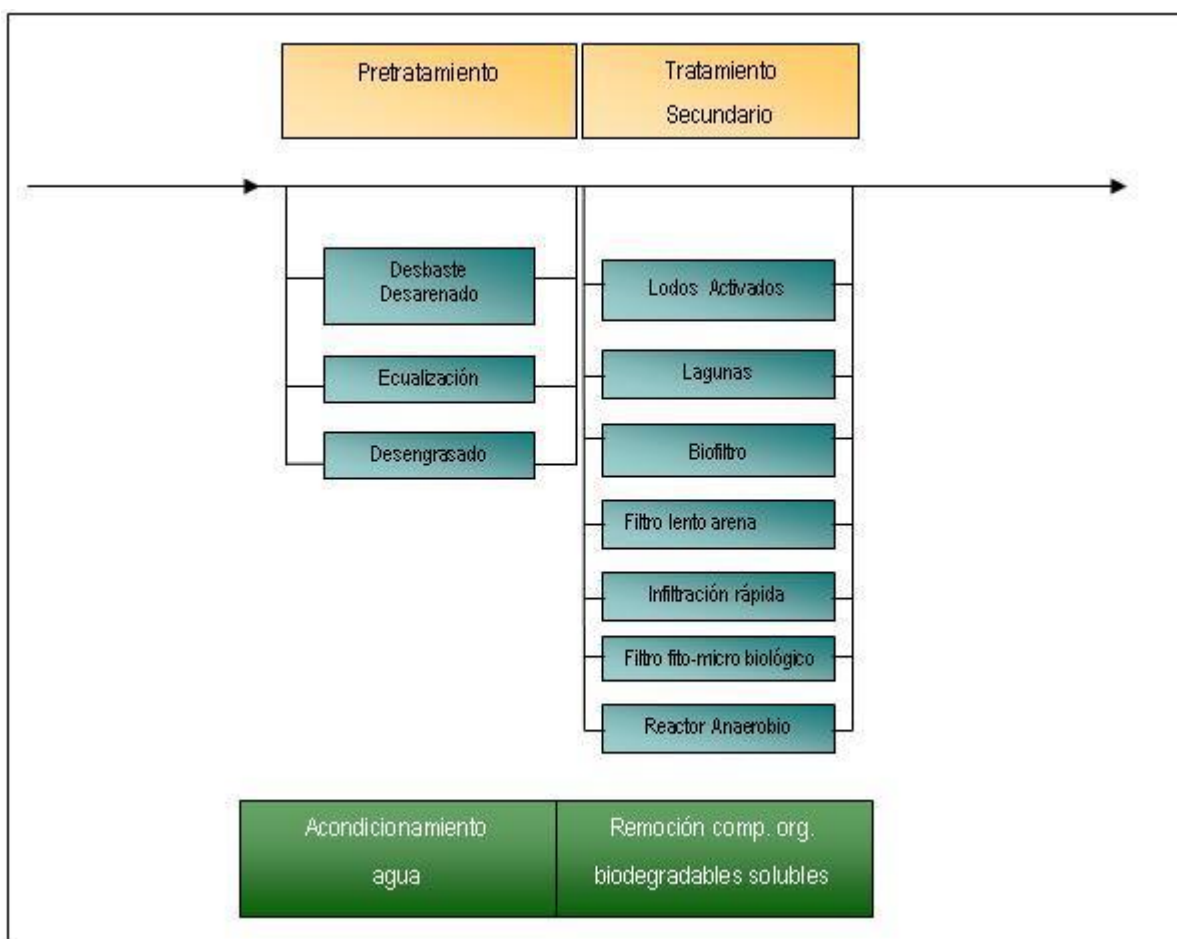 Pretratamiento
Tratamiento
Secundario
Desbaste
Desarenado
Ecualización
Desengrasado
Lodos Activados
Lagunas
Biofiltro
Filtro lento arena
Infiltración rápida
Filtro fito-micro biológico
Reactor Anaerobio
Acondicionamiento
agua
Remoción comp. org.
biodegradables solubles